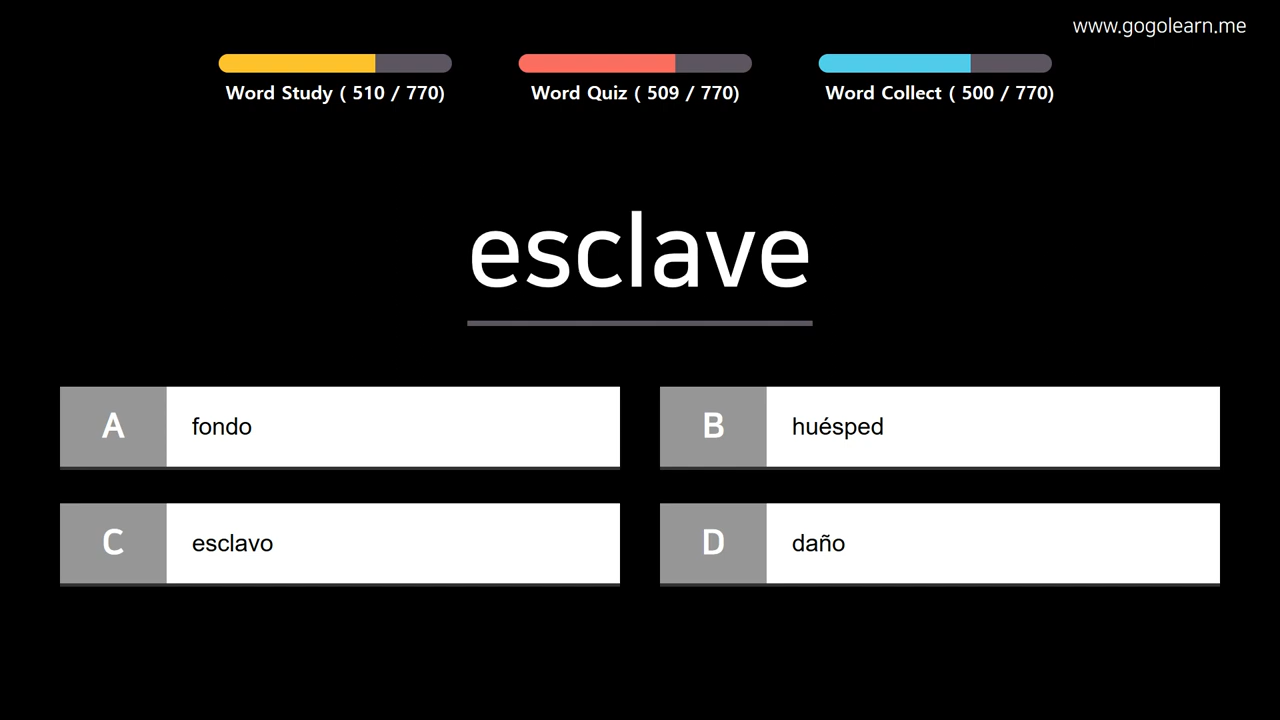 www.gogolearn.me
Word Study ( 510 / 770)
Word Quiz ( 509 / 770)
Word Collect ( 500 / 770)
esclave
A fondo
B huésped
C esclavo
D daño